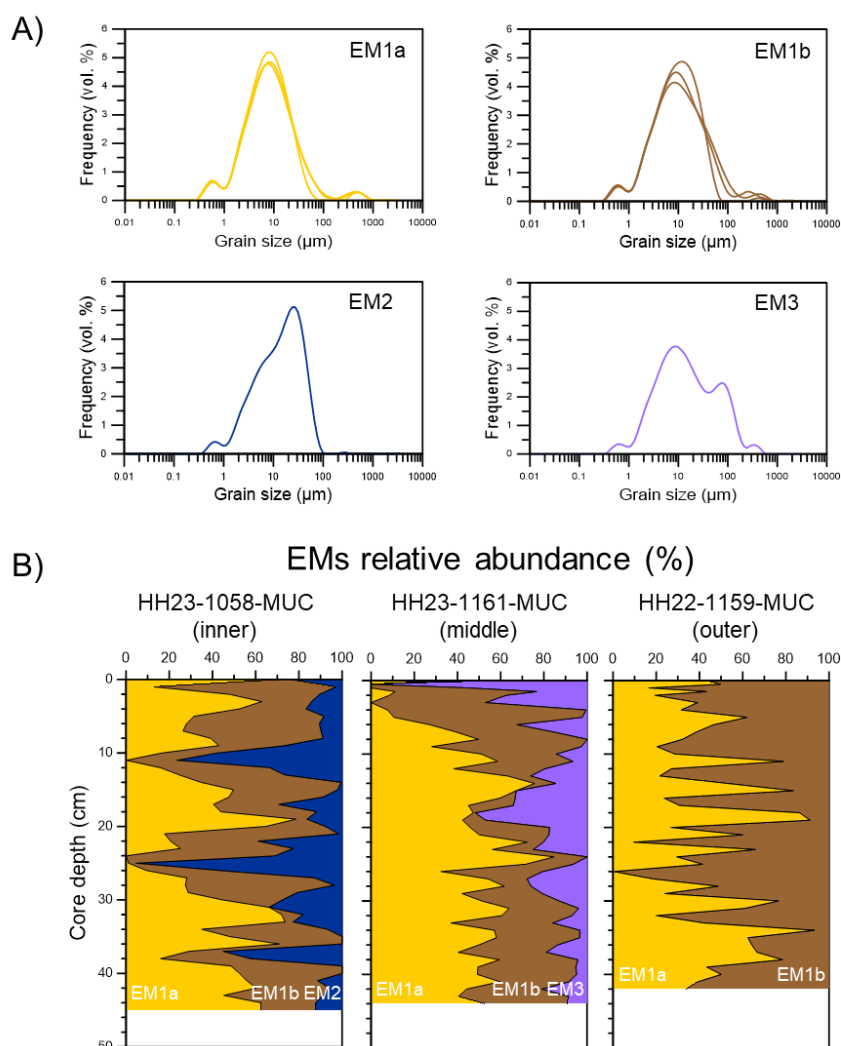 A)
EM1a
Frequency (vol. %)
6
5
4
3
2
1
0
0.01 0.1 1 10 100 1000 10000
Grain size (µm)
EM1b
Frequency (vol. %)
6
5
4
3
2
1
0
0.01 0.1 1 10 100 1000 10000
Grain size (µm)
EM2
Frequency (vol. %)
6
5
4
3
2
1
0
0.01 0.1 1 10 100 1000 10000
Grain size (µm)
EM3
Frequency (vol. %)
6
5
4
3
2
1
0
0.01 0.1 1 10 100 1000 10000
Grain size (µm)
B)
EMs relative abundance (%)
HH23-1058-MUC
(inner)
0 20 40 60 80 100
HH23-1161-MUC
(middle)
0 20 40 60 80 100
HH22-1159-MUC
(outer)
0 20 40 60 80 100
Core depth (cm)
0
10
20
30
40
50
EM1a EM1b EM2
EM1a EM1b EM3
EM1a EM1b